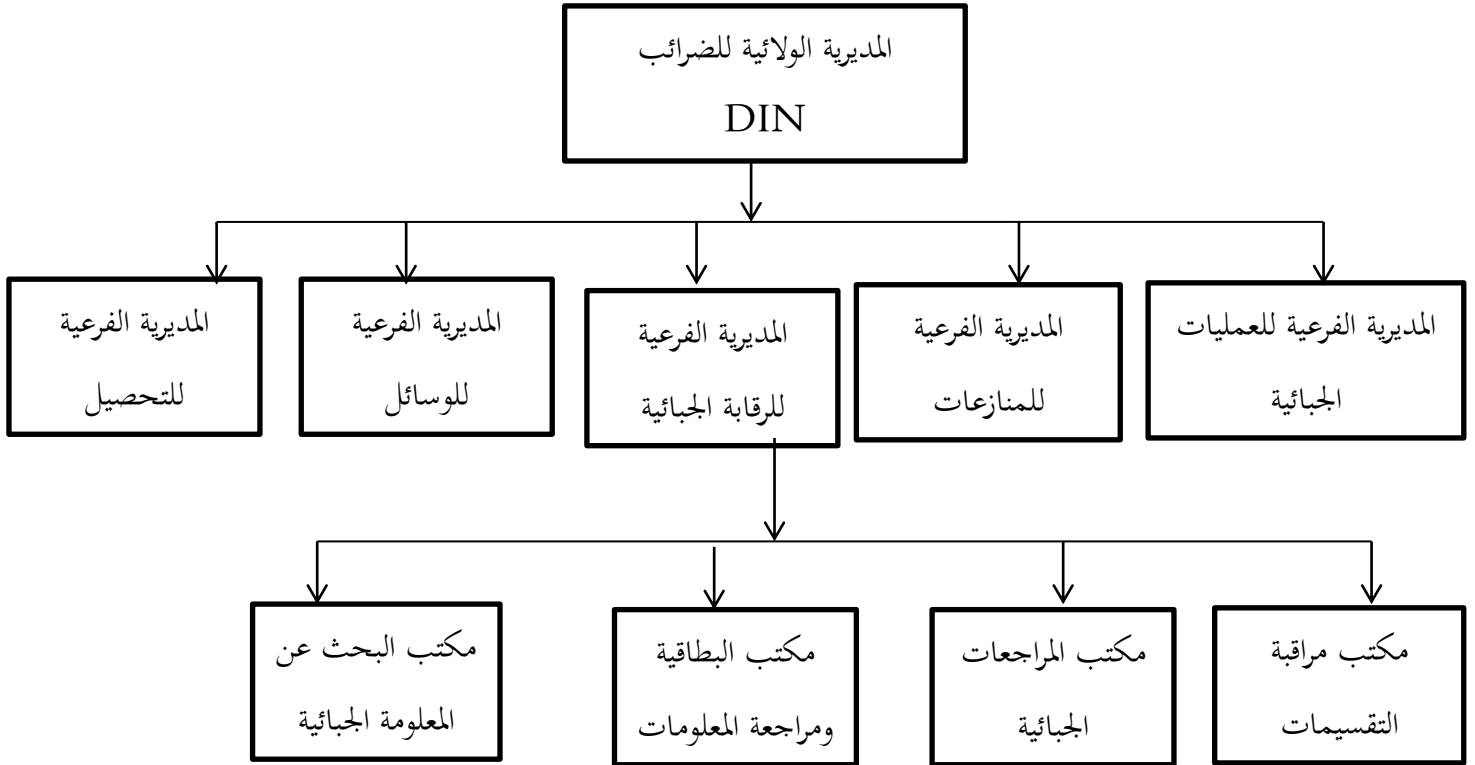 المديرية الولائية للضرائب
DIN
المديرية الفرعية للعمليات
الجبائية
المديرية الفرعية
للمنازعات
المديرية الفرعية
للرقابة الجبائية
المديرية الفرعية
للوسائل
المديرية الفرعية
للتحصيل
مكتب مراقبة
التقسيمات
مكتب المراجعات
الجبائية
مكتب البطاقية
ومراجعة المعلومات
مكتب البحث عن
المعلومة الجبائية